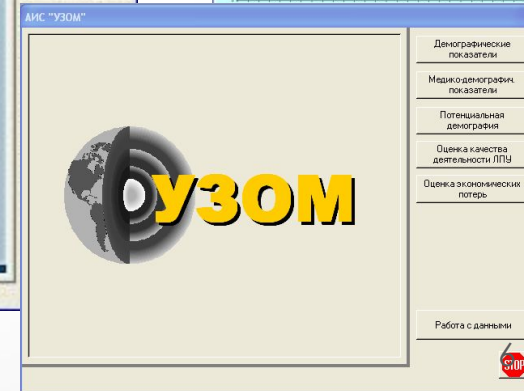 АИС "УЗОМ"
УЗОМ
Демографические
показатели
Медико-демографич.
показатели
Потенциальная
демография
Оценка качества
деятельности ЛПУ
Оценка экономических
потерь
Работа с данными
6
STOP